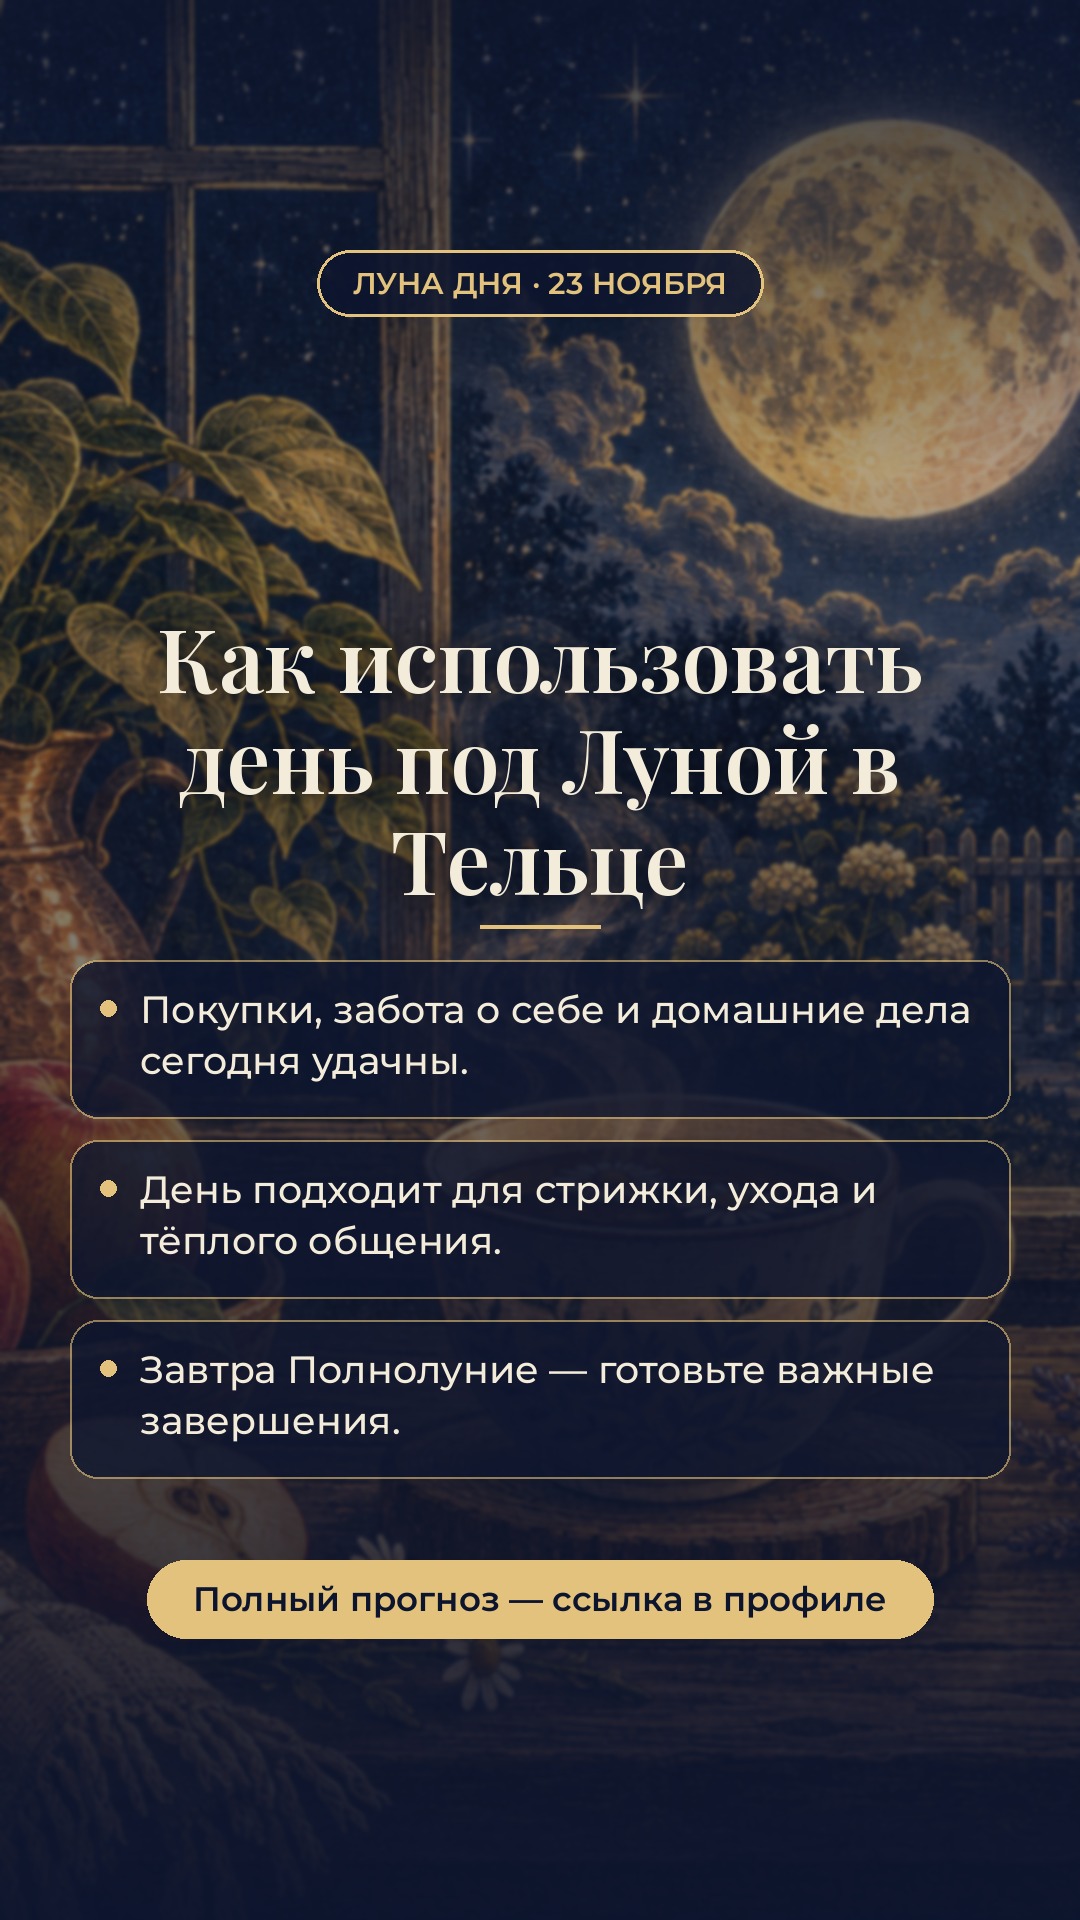 ЛУНА ДНЯ · 23 НОЯБРЯ
Как использовать
день под Луной в
Тельце
Покупки, забота о себе и домашние дела
сегодня удачны.
День подходит для стрижки, ухода и
тёплого общения.
Завтра Полнолуние — готовьте важные
завершения.
Полный прогноз — ссылка в профиле